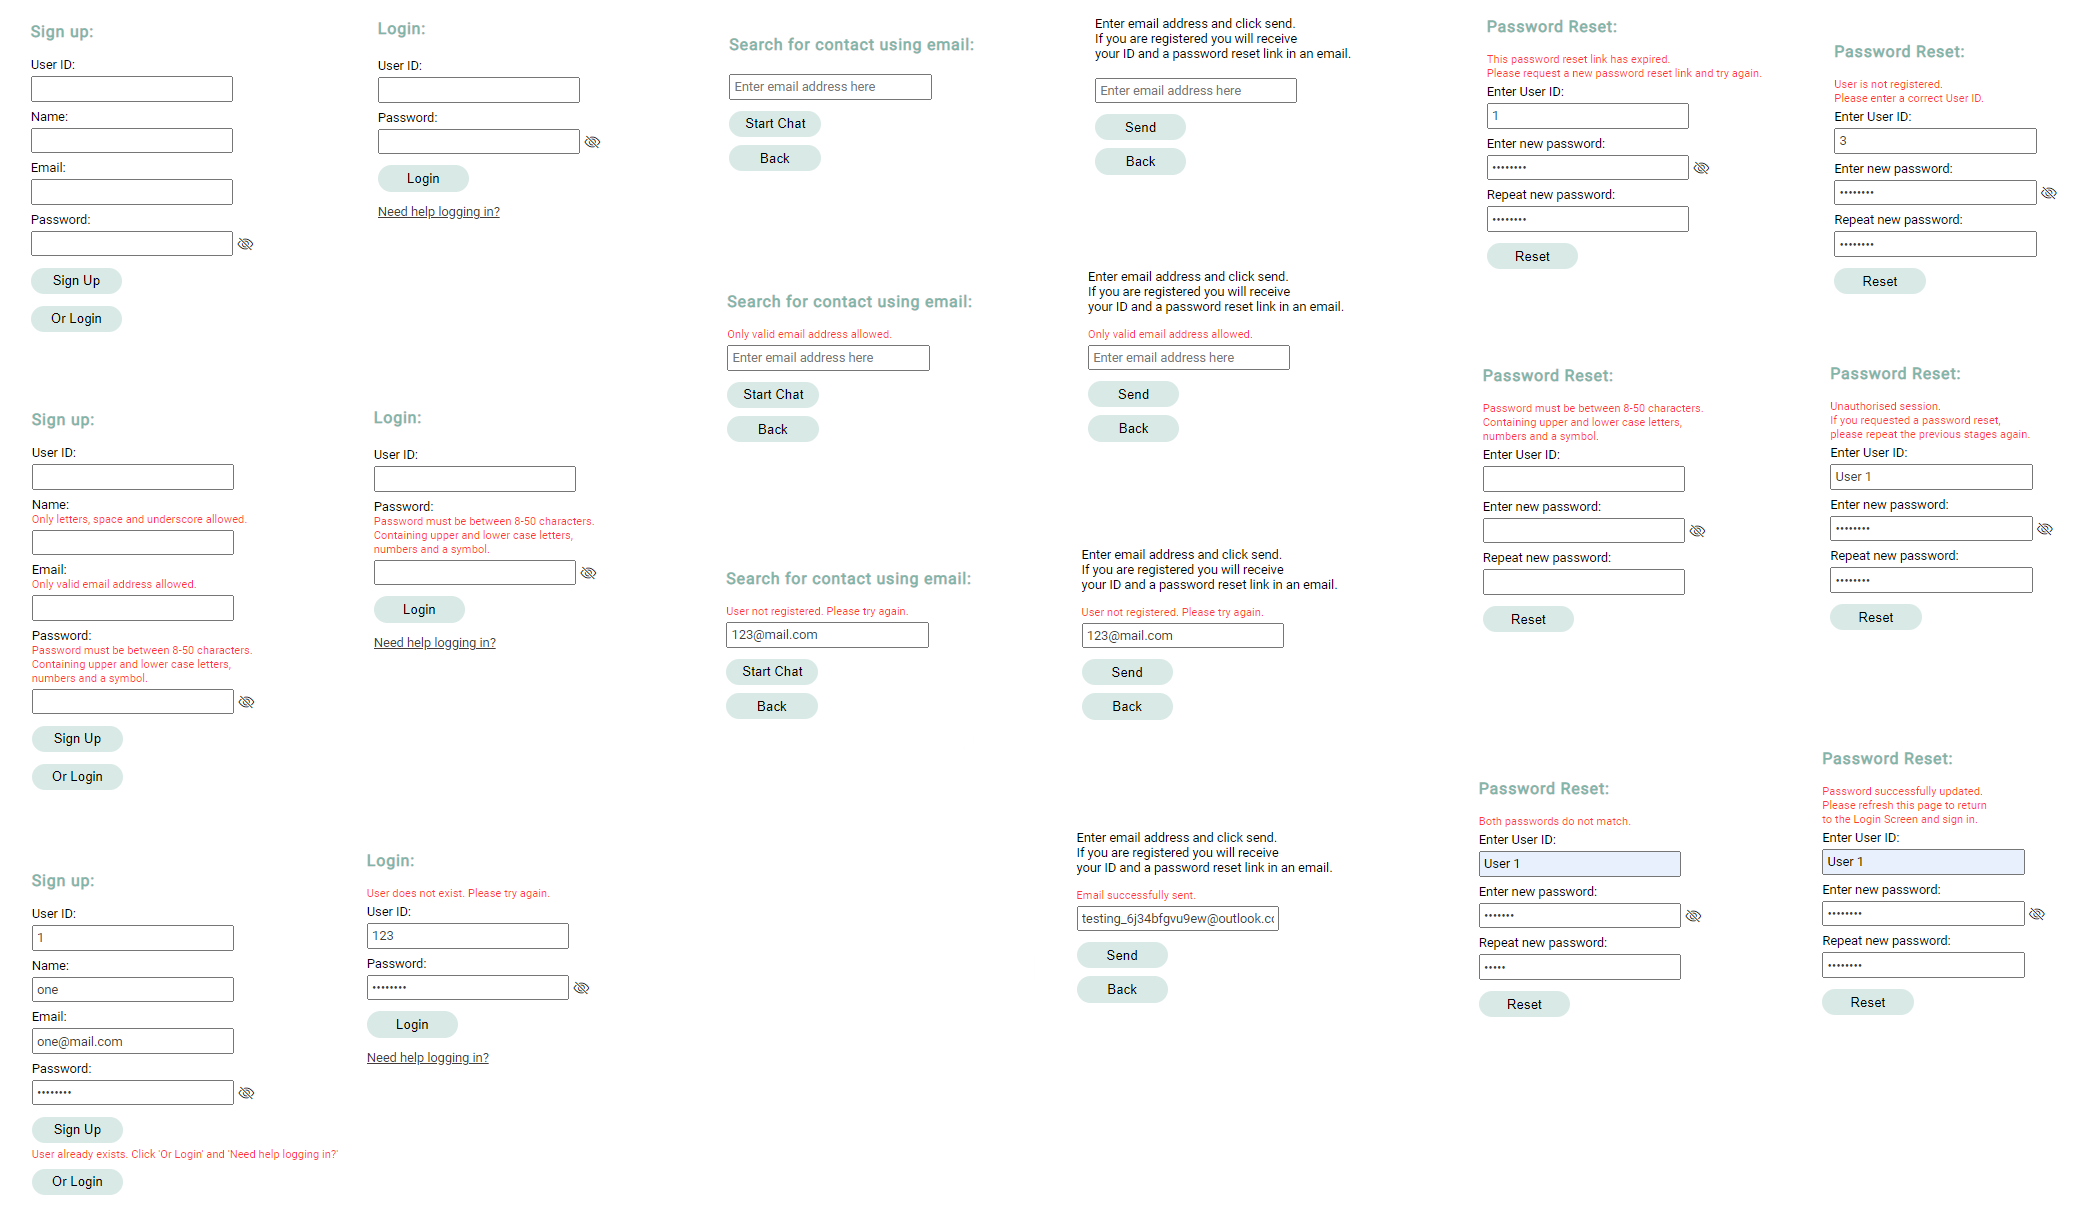 Sign up:
User ID:
Name:
Email:
Password:
Sign Up
Or Login
Sign up:
User ID:
Name:
Only letters, space and underscore allowed.
Email:
Only valid email address allowed.
Password:
Password must be between 8-50 characters.
Containing upper and lower case letters,
numbers and a symbol.
Sign Up
Or Login
Sign up:
User ID:
1
Name:
one
Email:
one@mail.com
Password:
••••••••
Sign Up
User already exists. Click 'Or Login' and 'Need help logging in?'
Or Login
Login:
User ID:
Password:
Login
Need help logging in?
Login:
User ID:
Password:
Password must be between 8-50 characters.
Containing upper and lower case letters,
numbers and a symbol.
Login
Need help logging in?
Login:
User does not exist. Please try again.
User ID:
123
Password:
••••••••
Login
Need help logging in?
Search for contact using email:
Enter email address here
Start Chat
Back
Search for contact using email:
Only valid email address allowed.
Enter email address here
Start Chat
Back
Search for contact using email:
User not registered. Please try again.
123@mail.com
Start Chat
Back
Enter email address and click send.
If you are registered you will receive
your ID and a password reset link in an email.
Enter email address here
Send
Back
Enter email address and click send.
If you are registered you will receive
your ID and a password reset link in an email.
Only valid email address allowed.
Enter email address here
Send
Back
Enter email address and click send.
If you are registered you will receive
your ID and a password reset link in an email.
User not registered. Please try again.
123@mail.com
Send
Back
Enter email address and click send.
If you are registered you will receive
your ID and a password reset link in an email.
Email successfully sent.
testing_6j34bfgvu9ew@outlook.cc
Send
Back
Password Reset:
This password reset link has expired.
Please request a new password reset link and try again.
Enter User ID:
1
Enter new password:
••••••••
Repeat new password:
••••••••
Reset
Password Reset:
Password must be between 8-50 characters.
Containing upper and lower case letters,
numbers and a symbol.
Enter User ID:
Enter new password:
Repeat new password:
Reset
Password Reset:
Both passwords do not match.
Enter User ID:
User 1
Enter new password:
•••••••
Repeat new password:
•••••
Reset
Password Reset:
User is not registered.
Please enter a correct User ID.
Enter User ID:
3
Enter new password:
••••••••
Repeat new password:
••••••••
Reset
Password Reset:
Unauthorised session.
If you requested a password reset,
please repeat the previous stages again.
Enter User ID:
User 1
Enter new password:
••••••••
Repeat new password:
••••••••
Reset
Password Reset:
Password successfully updated.
Please refresh this page to return
to the Login Screen and sign in.
Enter User ID:
User 1
Enter new password:
••••••••
Repeat new password:
••••••••
Reset